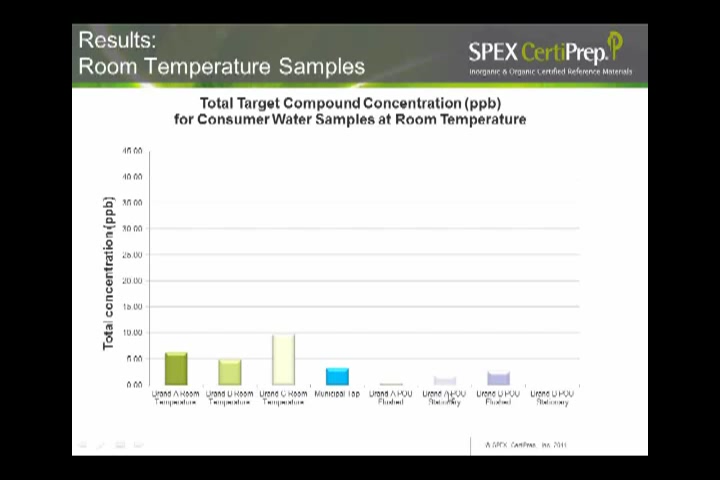 Results:
Room Temperature Samples
SPEX CertiPrep.
Inorganic & Organic Certified Reference Materials
Total Target Compound Concentration (ppb)
for Consumer Water Samples at Room Temperature
Total concentration (ppb)
45.00
40.00
35.00
30.00
25.00
20.00
15.00
10.00
5.00
0.00
Brand A Room Temperature
Brand B Room Temperature
Brand C Room Temperature
Municipal Tap
Brand A POU Flushed
Brand A POU Stationary
POU Flushed
POU Stationary
© SPEX CertiPrep, Inc. 2011